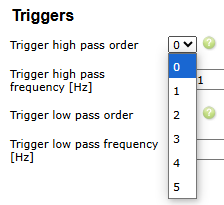 Triggers
Trigger high pass order
0
?
0
1
2
3
4
5
Trigger high pass
frequency [Hz]
1
Trigger low pass order
?
Trigger low pass frequency
[Hz]